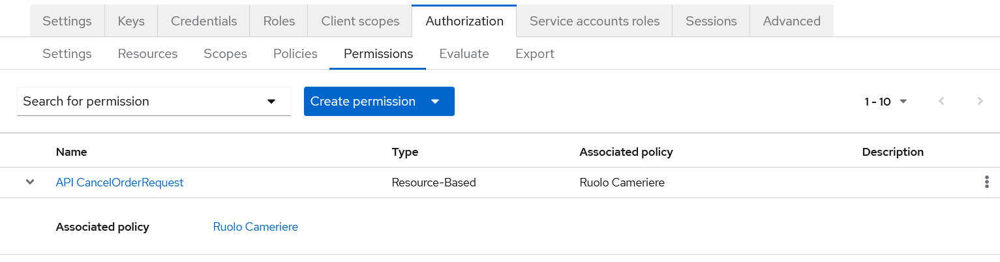 Settings Keys Credentials Roles Client scopes Authorization Service accounts roles Sessions Advanced
Settings Resources Scopes Policies Permissions Evaluate Export
Search for permission Create permission 1 - 10
Name Type Associated policy Description
API CancelOrderRequest Resource-Based Ruolo Cameriere
Associated policy Ruolo Cameriere